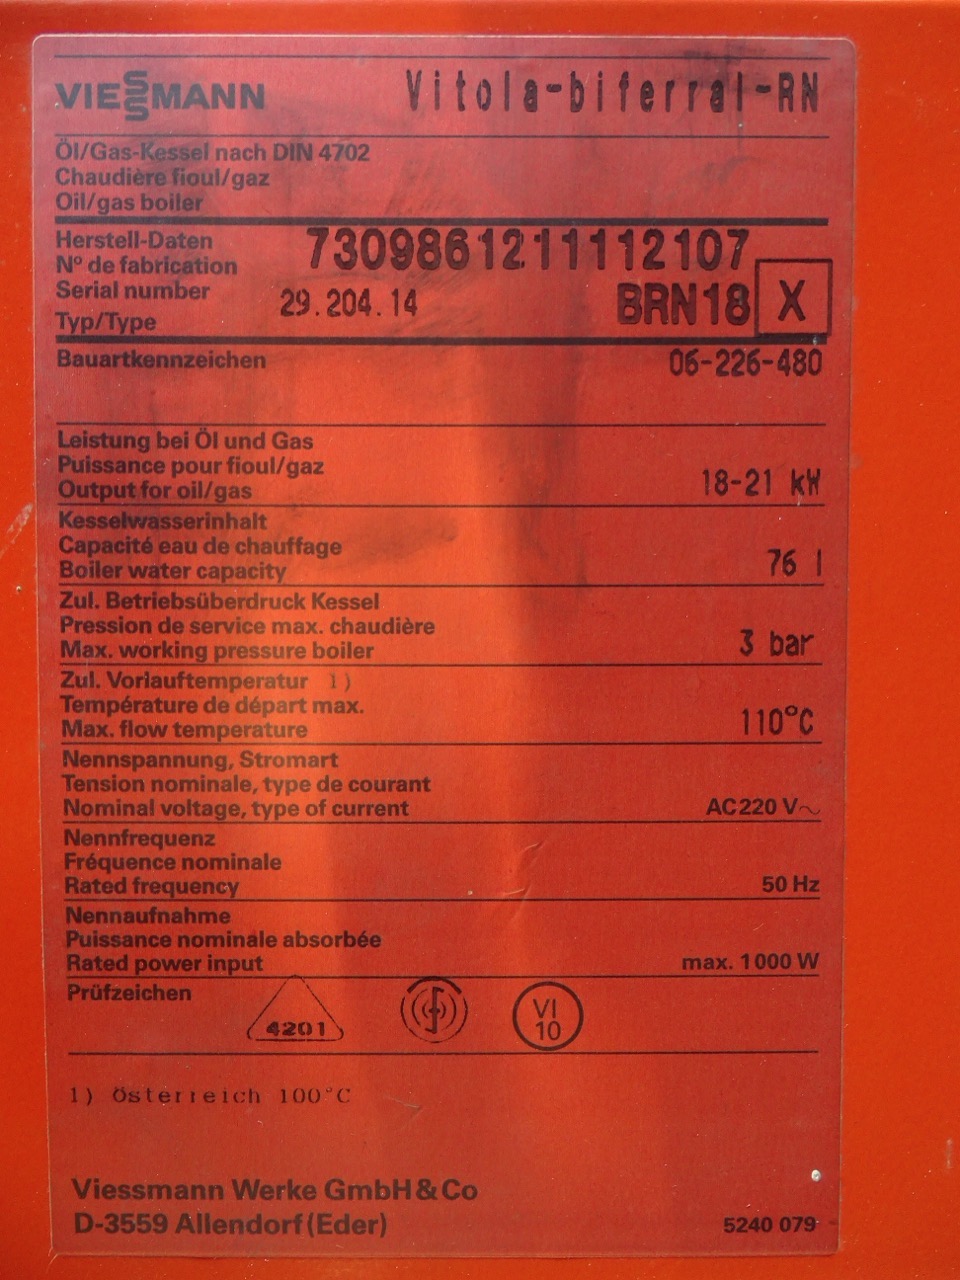 VIESSMANN Vitola-biferral-RN
Öl/Gas-Kessel nach DIN 4702
Chaudière fioul/gaz
Oil/gas boiler
Herstell-Daten 7309861211112107
N° de fabrication
Serial number 29.204.14 BRN18 X
Typ/Type
Bauartkennzeichen 06-226-480
Leistung bei Öl und Gas
Puissance pour fioul/gaz
Output for oil/gas 18-21 kW
Kesselwasserinhalt
Capacité eau de chauffage
Boiler water capacity 76 l
Zul. Betriebsüberdruck Kessel
Pression de service max. chaudière
Max. working pressure boiler 3 bar
Zul. Vorlauftemperatur 1)
Température de départ max.
Max. flow temperature 110°C
Nennspannung, Stromart
Tension nominale, type de courant
Nominal voltage, type of current AC220 V~
Nennfrequenz
Fréquence nominale
Rated frequency 50 Hz
Nennaufnahme
Puissance nominale absorbée
Rated power input max. 1000 W
Prüfzeichen 4201 VI 10
1) Österreich 100°C
Viessmann Werke GmbH&Co
D-3559 Allendorf(Eder) 5240 079